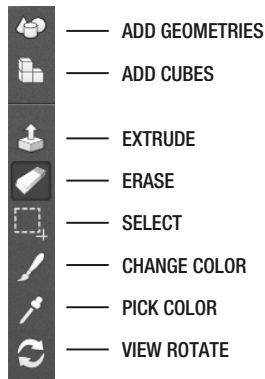 ADD GEOMETRIES
ADD CUBES
EXTRUDE
ERASE
SELECT
CHANGE COLOR
PICK COLOR
VIEW ROTATE